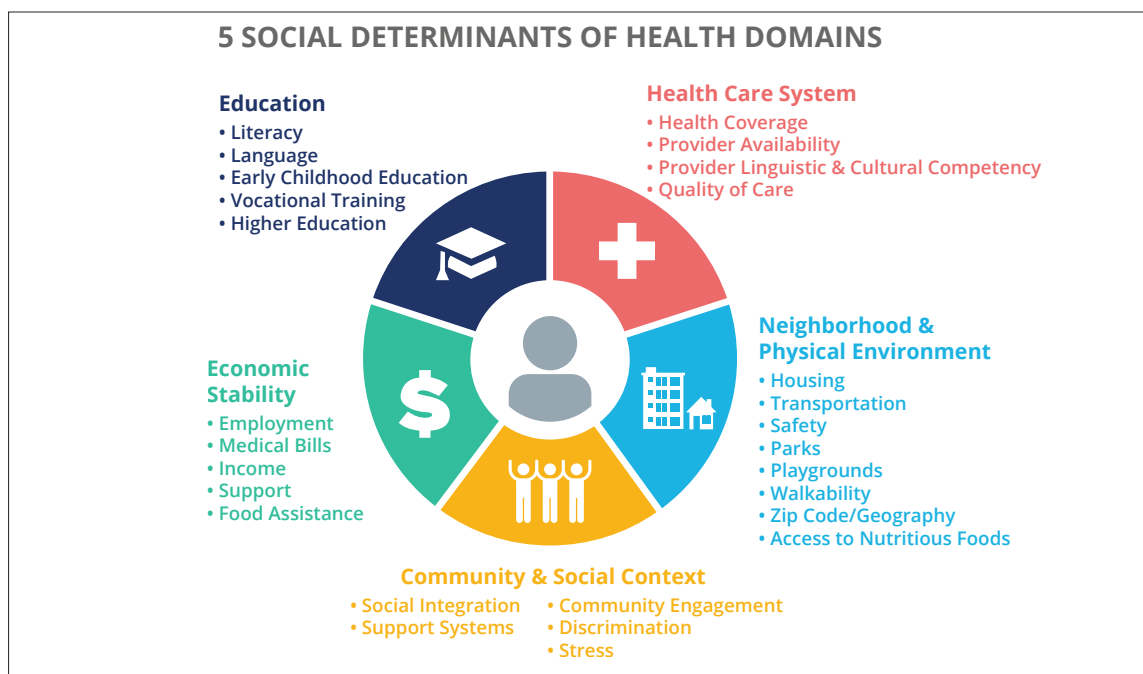 5 SOCIAL DETERMINANTS OF HEALTH DOMAINS
Education
• Literacy
• Language
• Early Childhood Education
• Vocational Training
• Higher Education
Health Care System
• Health Coverage
• Provider Availability
• Provider Linguistic & Cultural Competency
• Quality of Care
Neighborhood &
Physical Environment
• Housing
• Transportation
• Safety
• Parks
• Playgrounds
• Walkability
• Zip Code/Geography
• Access to Nutritious Foods
Economic
Stability
• Employment
• Medical Bills
• Income
• Support
• Food Assistance
$
Community & Social Context
• Social Integration
• Support Systems
• Community Engagement
• Discrimination
• Stress